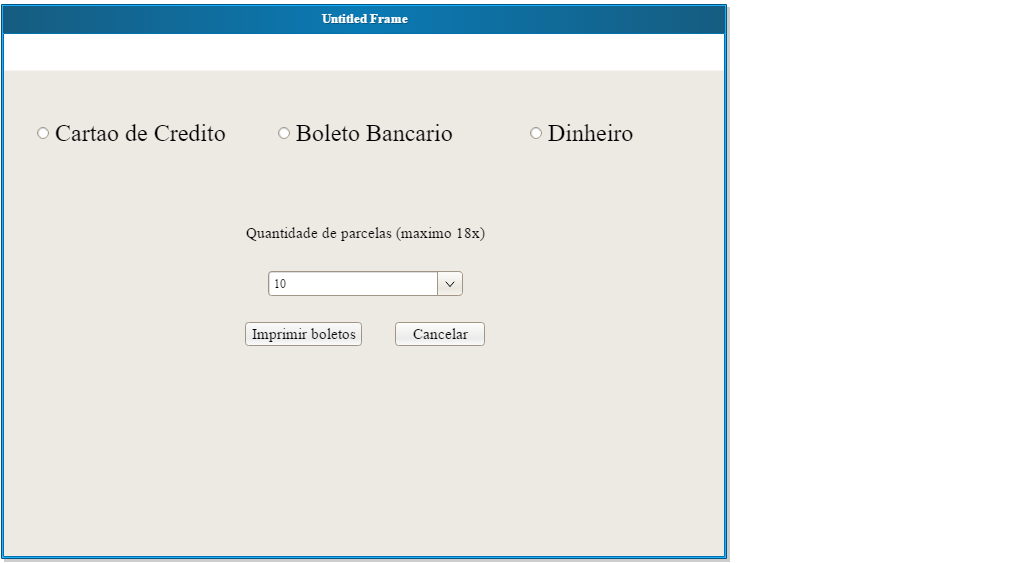 Untitled Frame
Cartao de Credito Boleto Bancario Dinheiro
Quantidade de parcelas (maximo 18x)
10
Imprimir boletos Cancelar